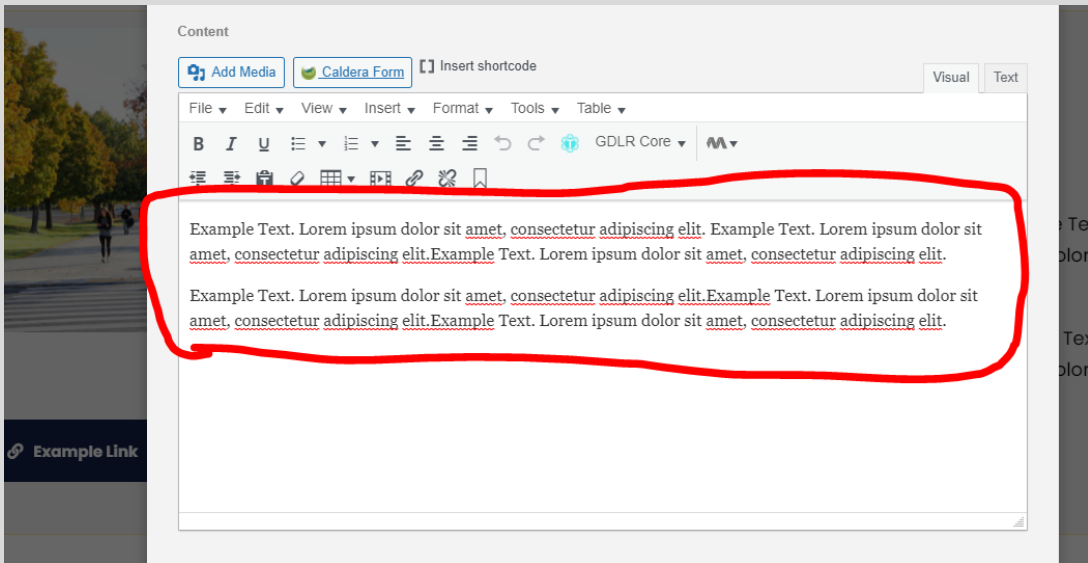 Content
Add Media
Caldera Form
[ ] Insert shortcode
Visual
Text
File Edit View Insert Format Tools Table
B I U GDLR Core
Example Text. Lorem ipsum dolor sit amet, consectetur adipiscing elit. Example Text. Lorem ipsum dolor sit
amet, consectetur adipiscing elit.Example Text. Lorem ipsum dolor sit amet, consectetur adipiscing elit.
Example Text. Lorem ipsum dolor sit amet, consectetur adipiscing elit.Example Text. Lorem ipsum dolor sit
amet, consectetur adipiscing elit.Example Text. Lorem ipsum dolor sit amet, consectetur adipiscing elit.
Example Link